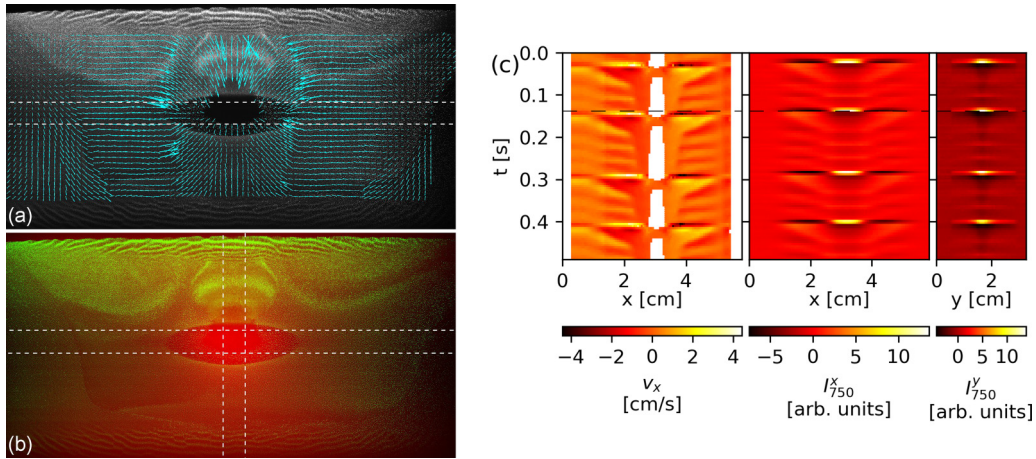 (a)
(b)
(c)
t [s]
0.0
0.1
0.2
0.3
0.4
0 2 4
x [cm]
0 2 4
x [cm]
0 2
y [cm]
−4 −2 0 2 4
v_x
[cm/s]
−5 0 5 10
I^x_750
[arb. units]
0 5 10
I^y_750
[arb. units]